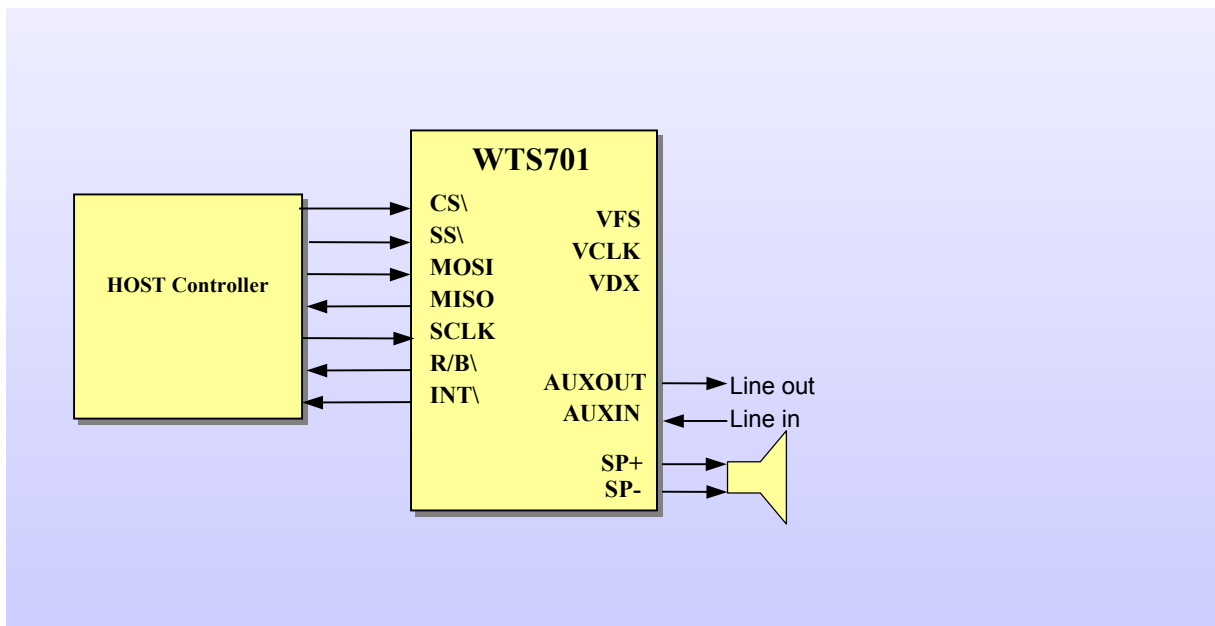 WTS701
HOST Controller
CS\
SS\
MOSI
MISO
SCLK
R/B\
INT\
VFS
VCLK
VDX
AUXOUT
AUXIN
SP+
SP-
Line out
Line in